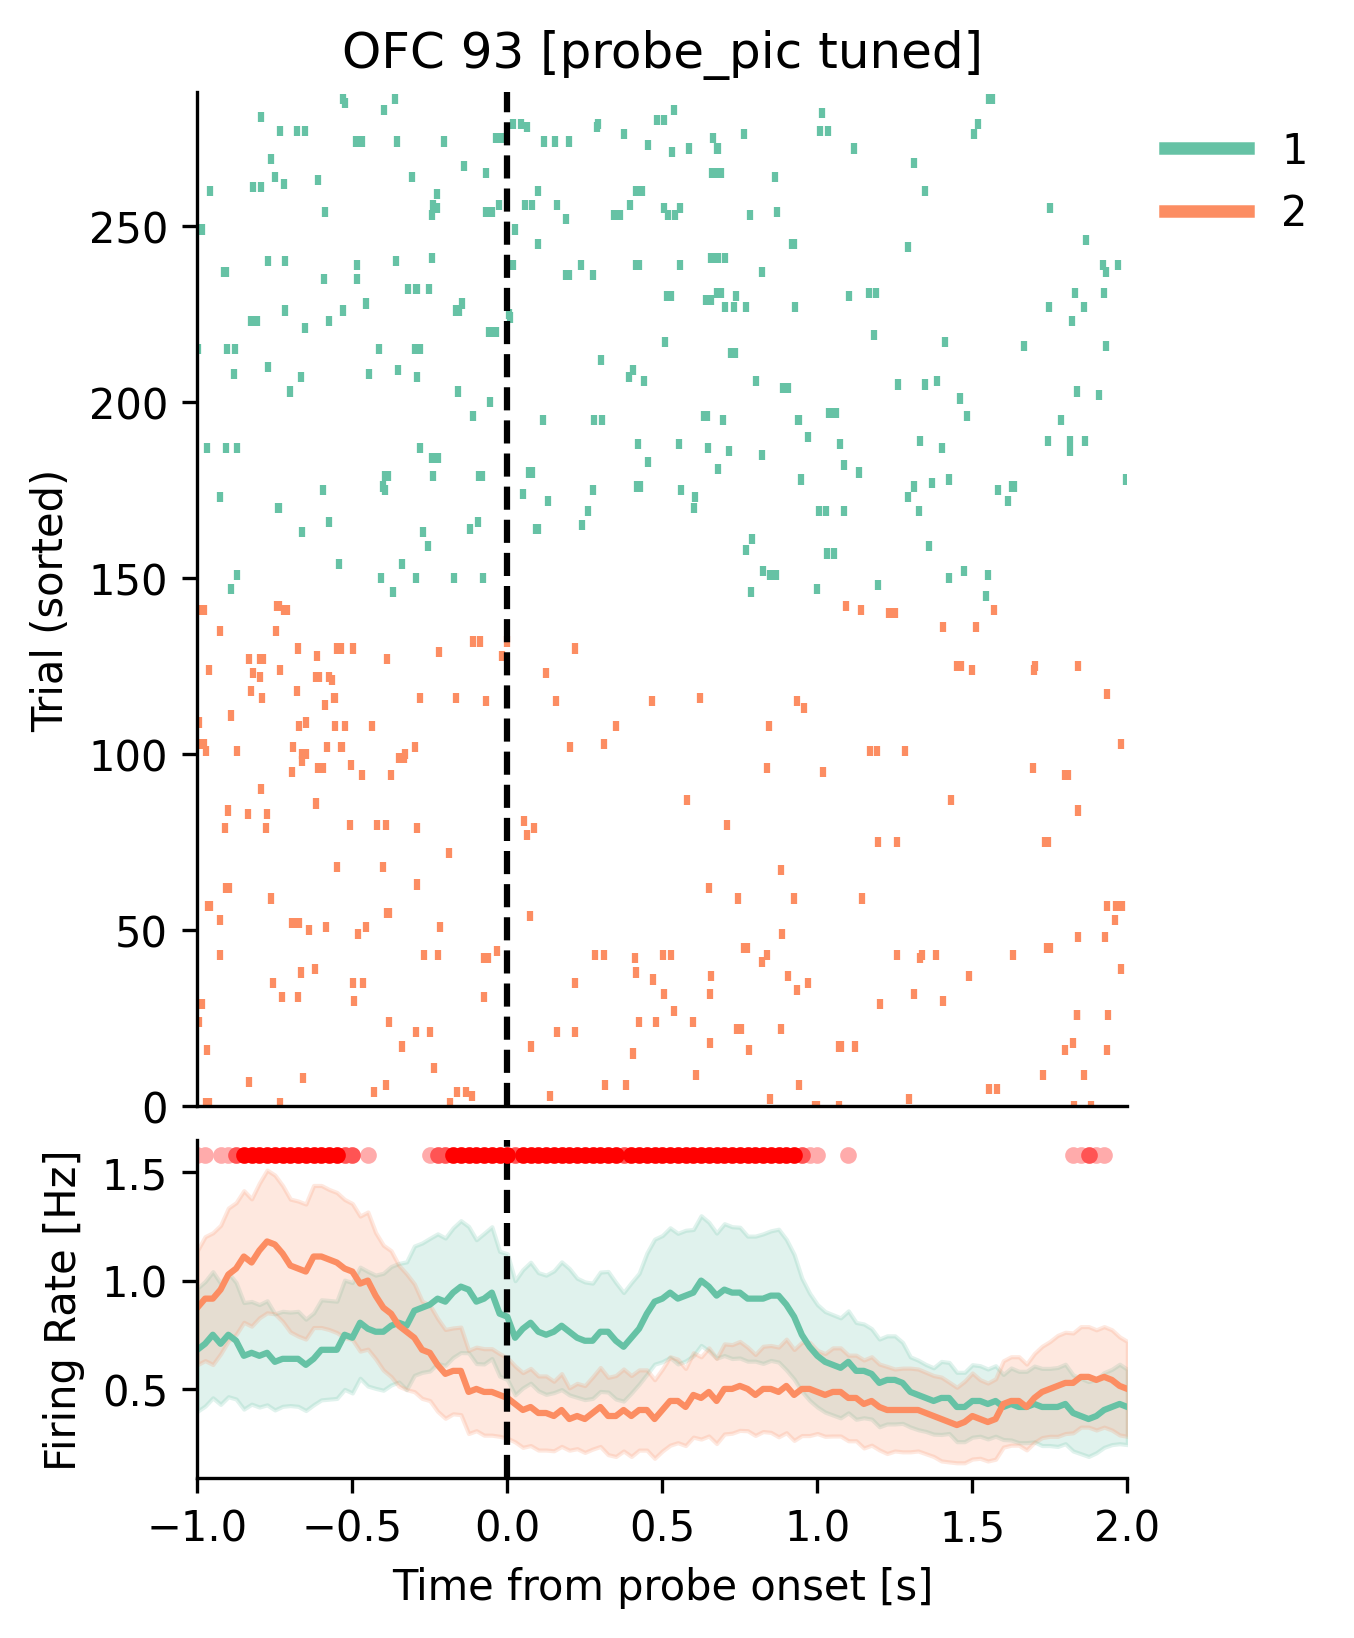 OFC 93 [probe_pic tuned]
1
2
250
200
150
100
50
0
Trial (sorted)
1.5
1.0
0.5
Firing Rate [Hz]
−1.0 −0.5 0.0 0.5 1.0 1.5 2.0
Time from probe onset [s]